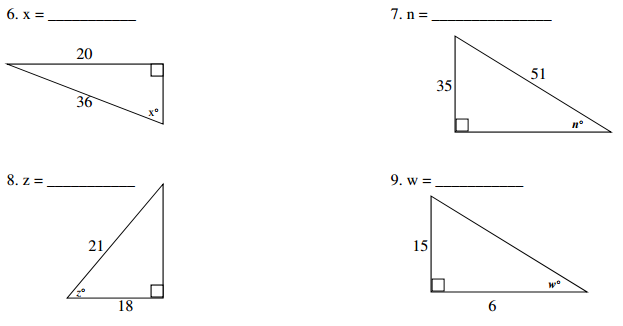 6. x = ___________
7. n = _______________
20
36
x°
35
51
n°
8. z = ___________
9. w = ___________
21
z°
18
15
w°
6